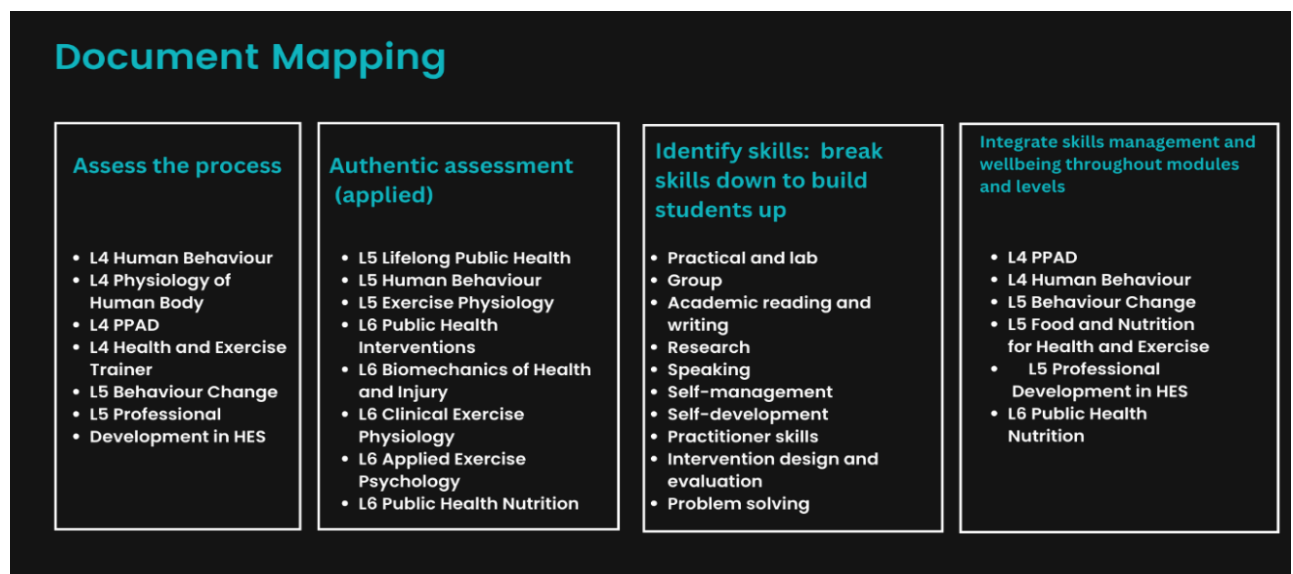 Document Mapping
Assess the process
• L4 Human Behaviour
• L4 Physiology of
Human Body
• L4 PPAD
• L4 Health and Exercise
Trainer
• L5 Behaviour Change
• L5 Professional
• Development in HES
Authentic assessment
(applied)
• L5 Lifelong Public Health
• L5 Human Behaviour
• L5 Exercise Physiology
• L6 Public Health
Interventions
• L6 Biomechanics of Health
and Injury
• L6 Clinical Exercise
Physiology
• L6 Applied Exercise
Psychology
• L6 Public Health Nutrition
Identify skills: break
skills down to build
students up
• Practical and lab
• Group
• Academic reading and
writing
• Research
• Speaking
• Self-management
• Self-development
• Practitioner skills
• Intervention design and
evaluation
• Problem solving
Integrate skills management and
wellbeing throughout modules
and levels
• L4 PPAD
• L4 Human Behaviour
• L5 Behaviour Change
• L5 Food and Nutrition
for Health and Exercise
• L5 Professional
Development in HES
• L6 Public Health
Nutrition